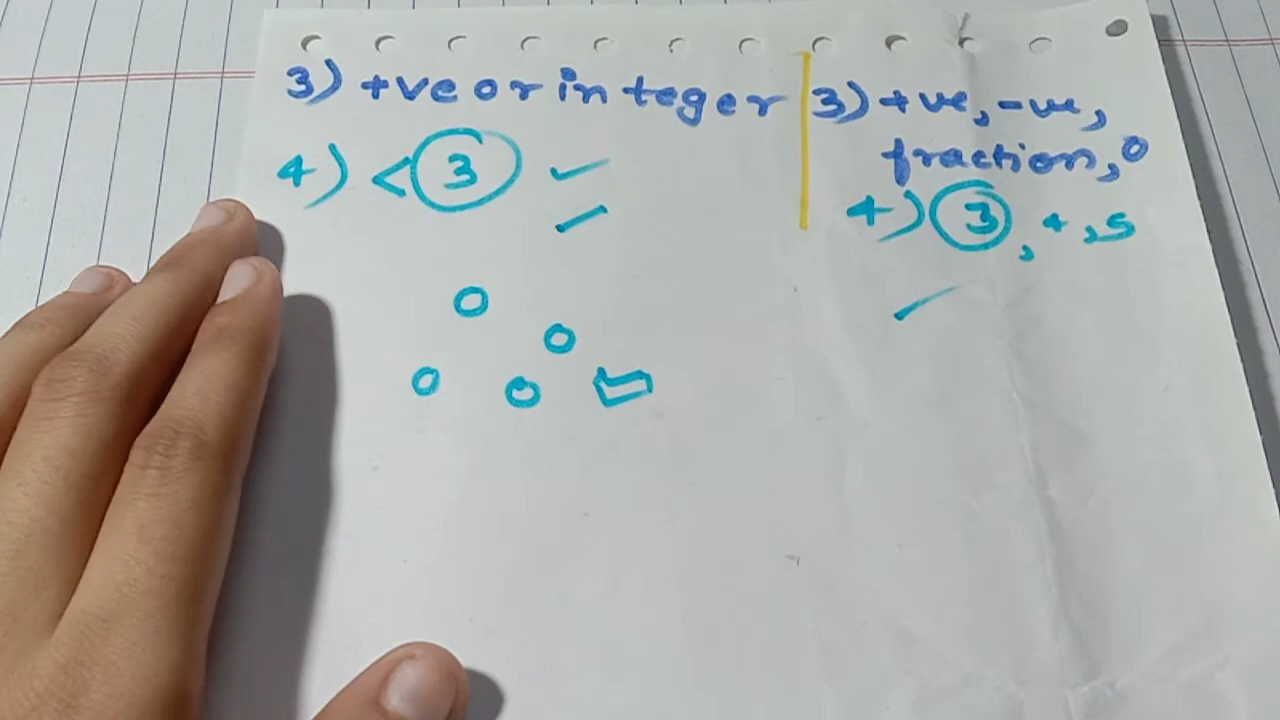 3) +ve or integer
4) <3
3) +ve, -ve,
fraction, 0
4) 3, 4, 5